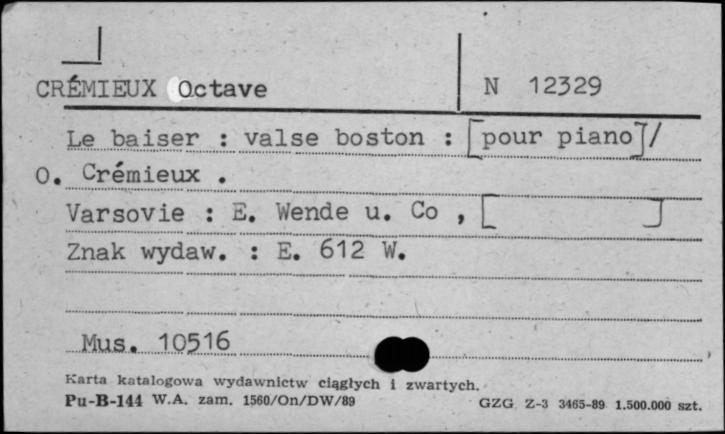 CRÉMIEUX Octave N 12329
Le baiser : valse boston : [pour piano]/
O. Crémieux .
Varsovie : E. Wende u. Co , [ ]
Znak wydaw. : E. 612 W.
Mus. 10516
Karta katalogowa wydawnictw ciągłych i zwartych.
Pu-B-144 W.A. zam. 1560/On/DW/89 GZG Z-3 3465-89 1.500.000 szt.